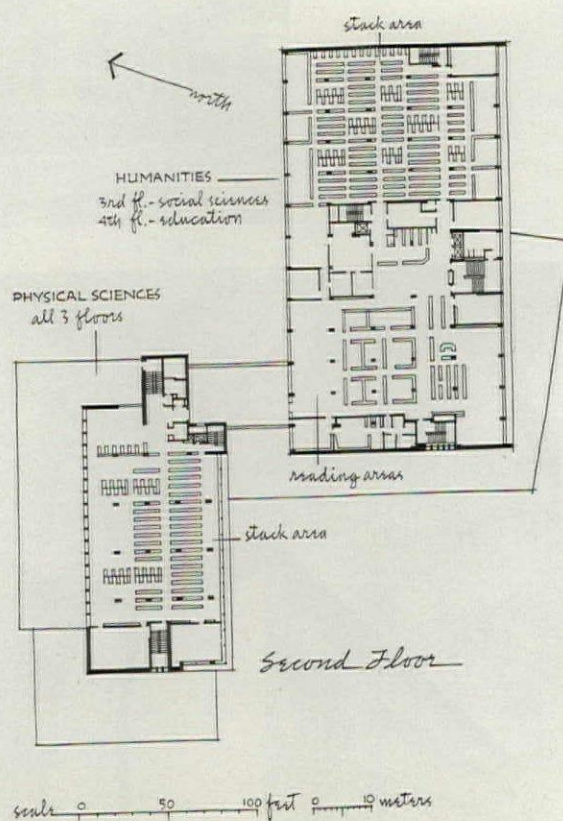 stack area
north
HUMANITIES
3rd fl.- social sciences
4th fl.- education
PHYSICAL SCIENCES
all 3 floors
reading areas
stack area
Second Floor
scale 0 50 100 feet 0 10 meters